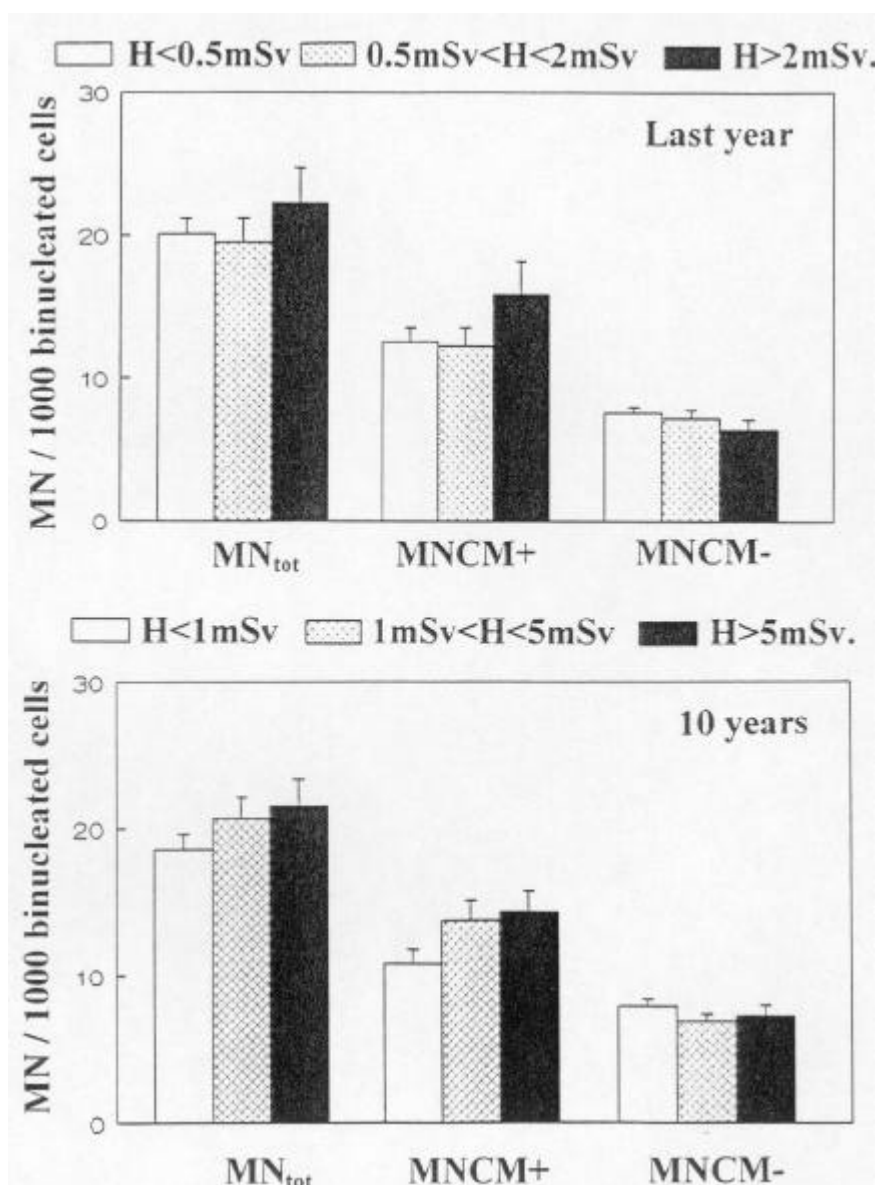 H<0.5mSv 0.5mSv<H<2mSv H>2mSv.
30
Last year
20
10
0
MN / 1000 binucleated cells
MNtot MNCM+ MNCM-
H<1mSv 1mSv<H<5mSv H>5mSv.
30
10 years
20
10
0
MN / 1000 binucleated cells
MNtot MNCM+ MNCM-